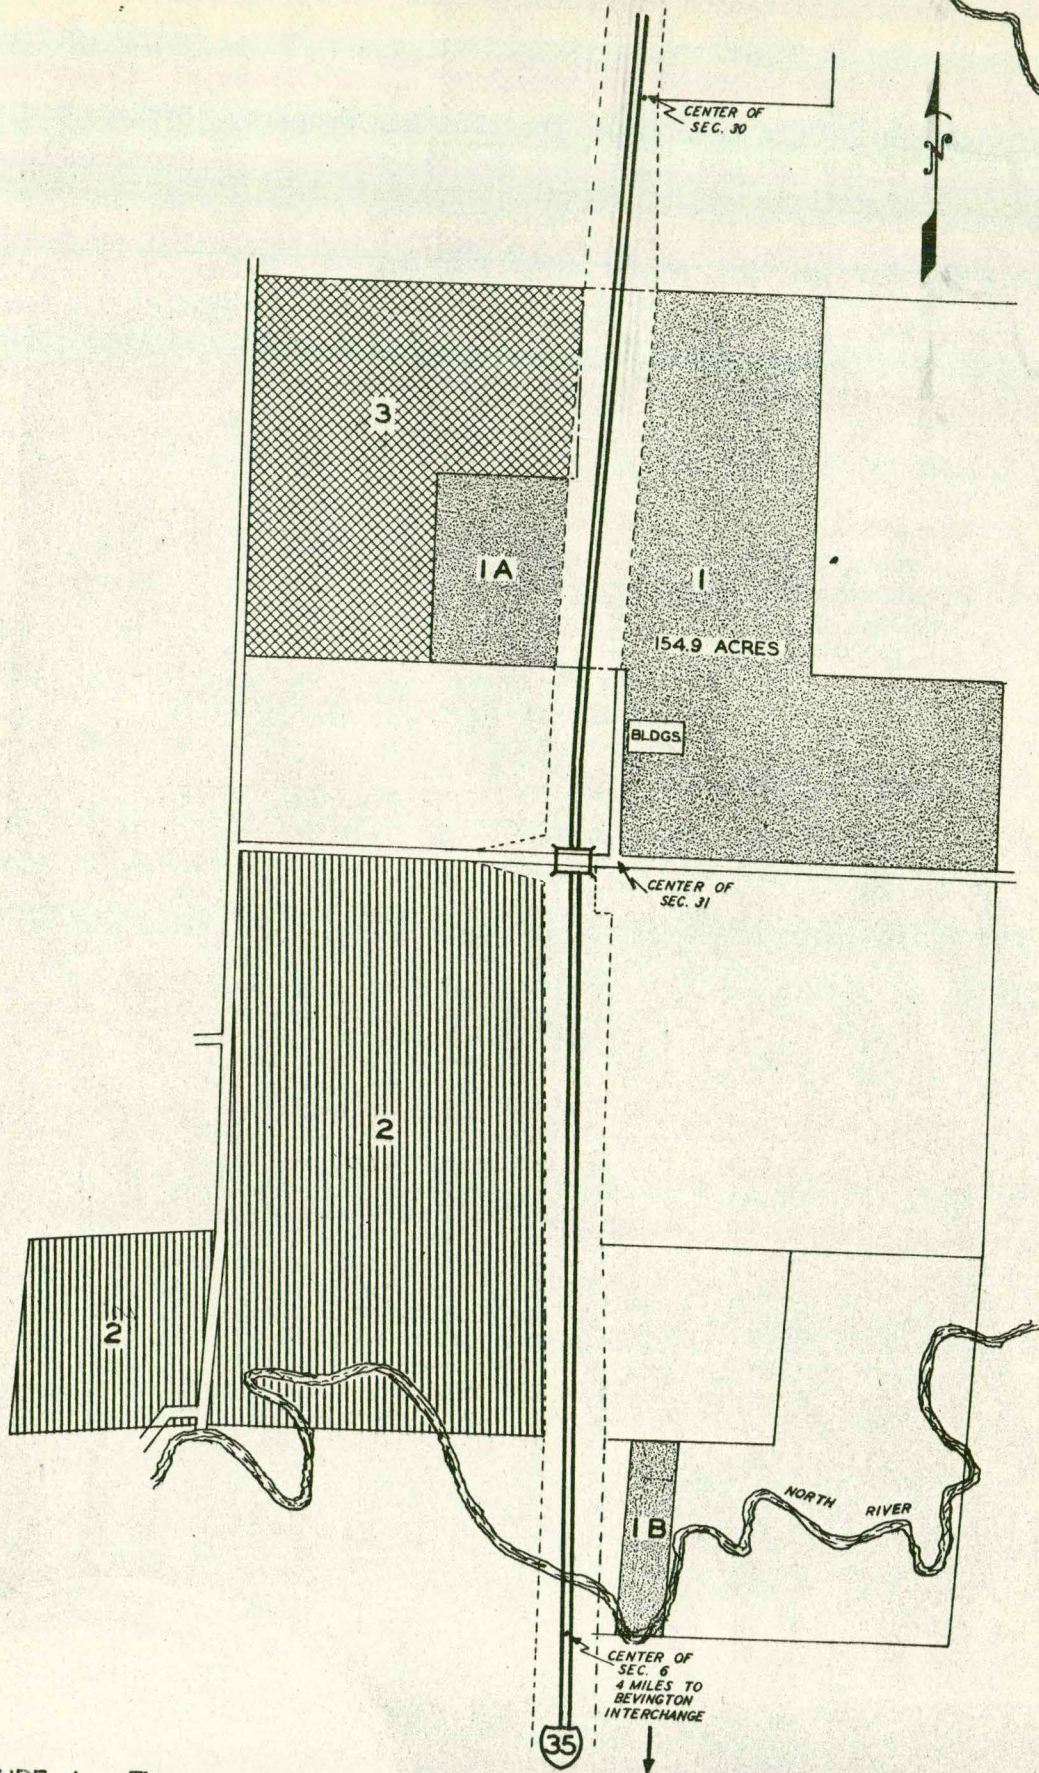 CENTER OF
SEC. 30
N
3
1A
1
154.9 ACRES
BLDGS.
CENTER OF
SEC. 31
2
2
NORTH RIVER
1B
CENTER OF
SEC. 6
4 MILES TO
BEVINGTON
INTERCHANGE
35